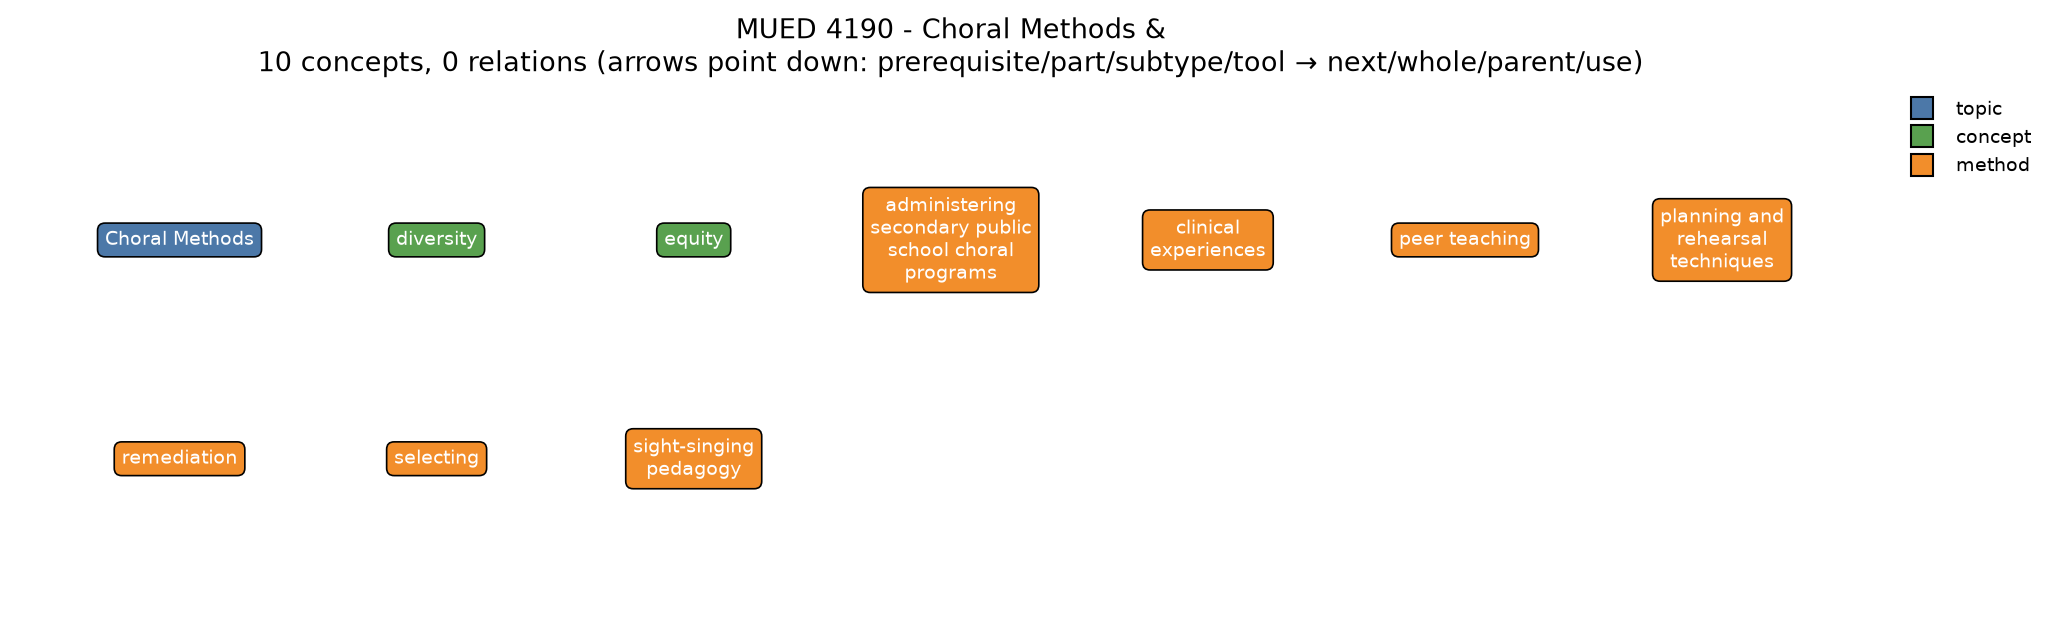 MUED 4190 - Choral Methods &
10 concepts, 0 relations (arrows point down: prerequisite/part/subtype/tool → next/whole/parent/use)
topic
concept
method
Choral Methods
diversity
equity
administering
secondary public
school choral
programs
clinical
experiences
peer teaching
planning and
rehearsal
techniques
remediation
selecting
sight-singing
pedagogy